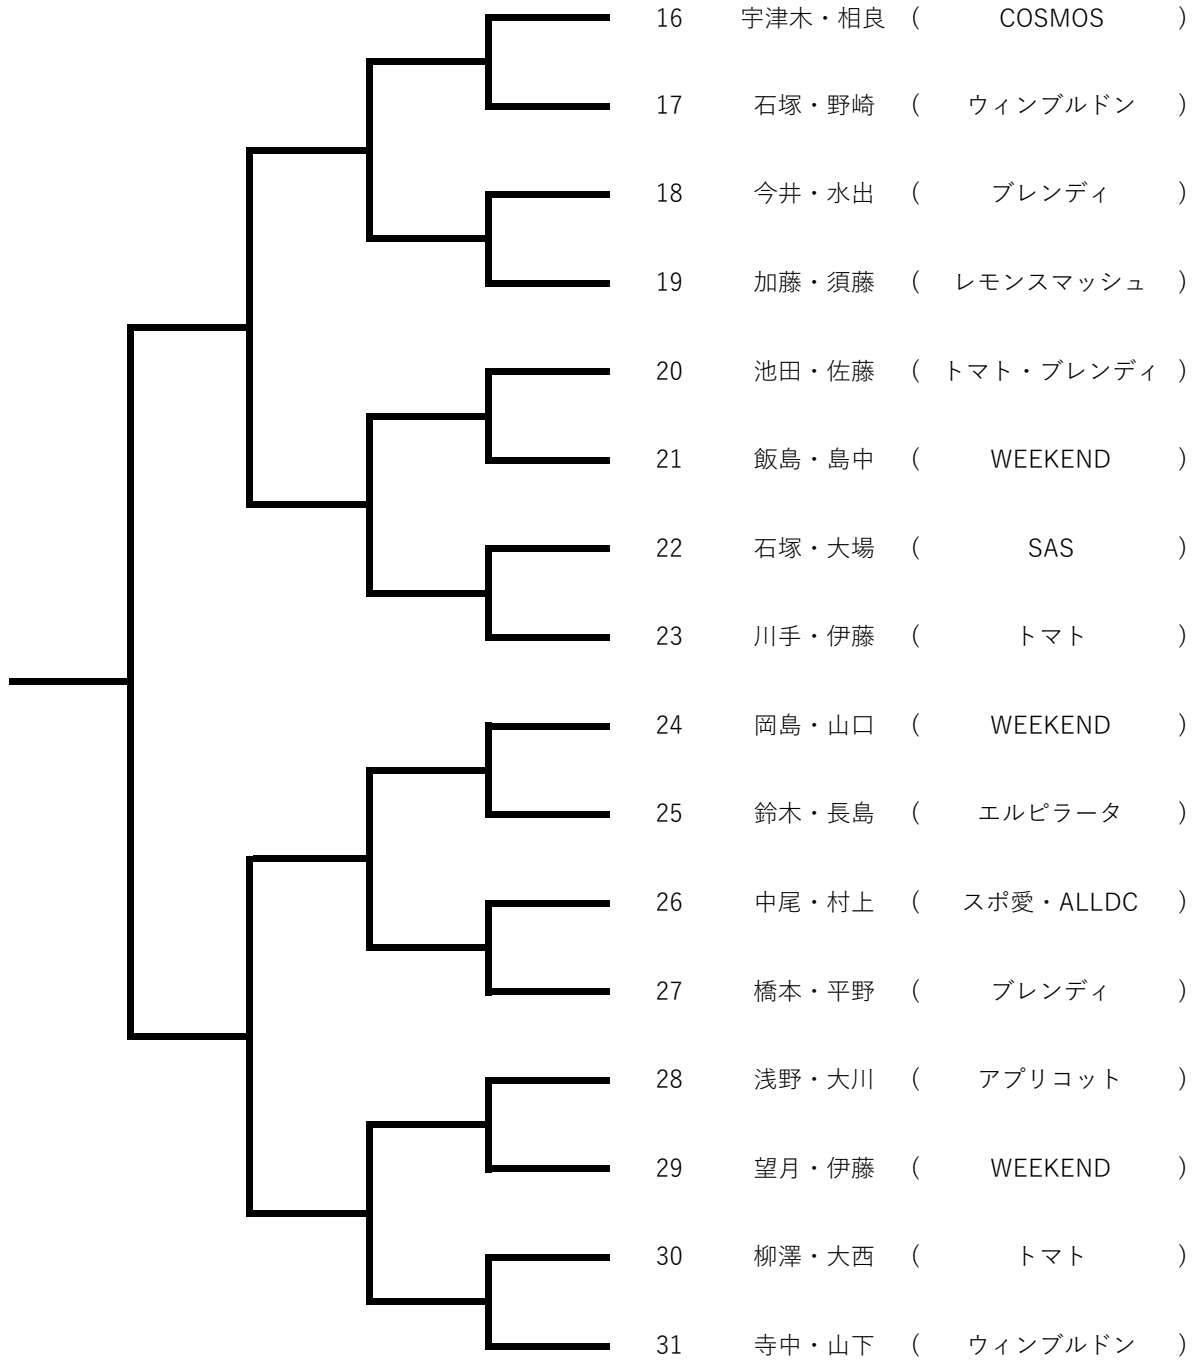 16 宇津木・相良 ( COSMOS )
17 石塚・野崎 ( ウィンブルドン )
18 今井・水出 ( ブレンディ )
19 加藤・須藤 ( レモンスマッシュ )
20 池田・佐藤 ( トマト・ブレンディ )
21 飯島・島中 ( WEEKEND )
22 石塚・大場 ( SAS )
23 川手・伊藤 ( トマト )
24 岡島・山口 ( WEEKEND )
25 鈴木・長島 ( エルピラータ )
26 中尾・村上 ( スポ愛・ALLDC )
27 橋本・平野 ( ブレンディ )
28 浅野・大川 ( アプリコット )
29 望月・伊藤 ( WEEKEND )
30 柳澤・大西 ( トマト )
31 寺中・山下 ( ウィンブルドン )